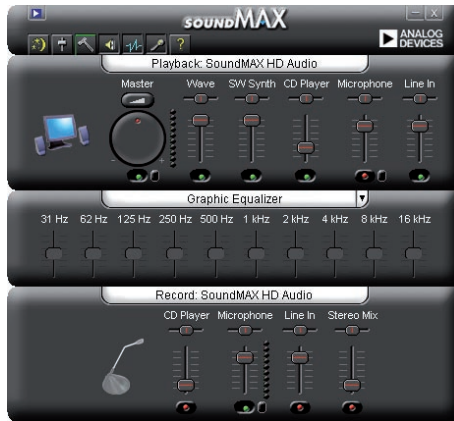 SOUNDMAX
ANALOG
DEVICES
Playback: SoundMAX HD Audio
Master Wave SW Synth CD Player Microphone Line In
Graphic Equalizer
31 Hz 62 Hz 125 Hz 250 Hz 500 Hz 1 kHz 2 kHz 4 kHz 8 kHz 16 kHz
Record: SoundMAX HD Audio
CD Player Microphone Line In Stereo Mix